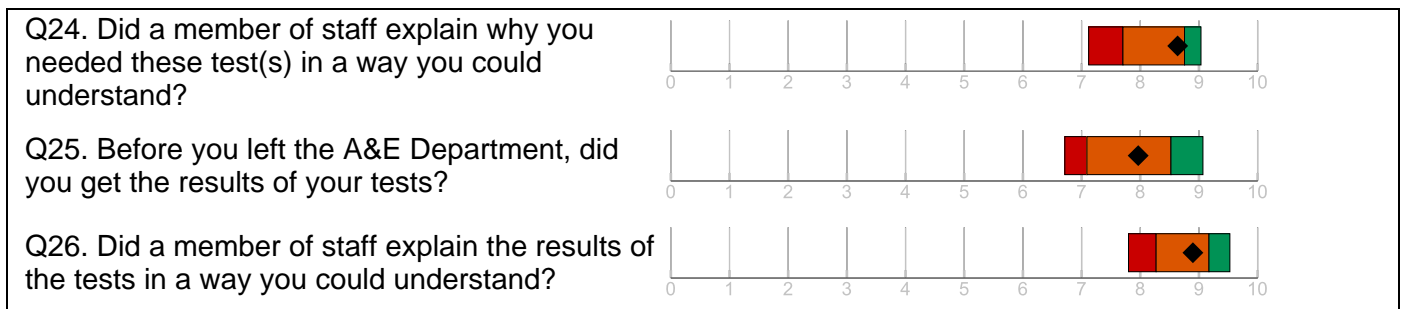 Q24. Did a member of staff explain why you
needed these test(s) in a way you could
understand?
0 1 2 3 4 5 6 7 8 9 10
Q25. Before you left the A&E Department, did
you get the results of your tests?
0 1 2 3 4 5 6 7 8 9 10
Q26. Did a member of staff explain the results of
the tests in a way you could understand?
0 1 2 3 4 5 6 7 8 9 10